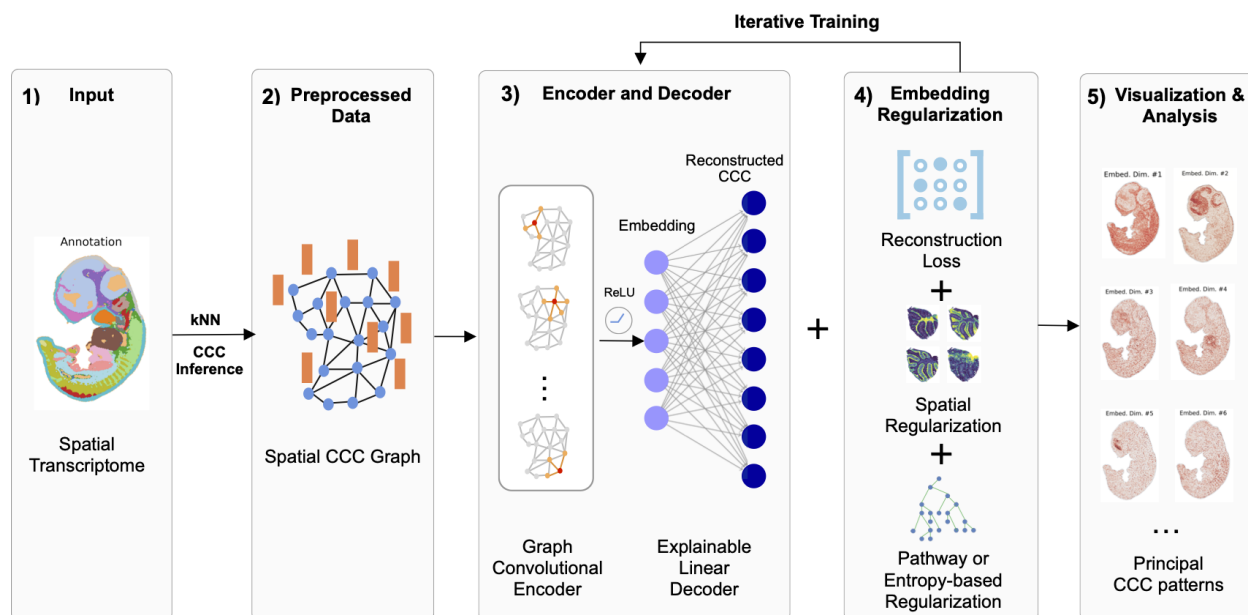 Iterative Training
1)
Input
Annotation
Spatial
Transcriptome
kNN
CCC
Inference
2)
Preprocessed
Data
Spatial CCC Graph
3)
Encoder and Decoder
Reconstructed
CCC
Embedding
ReLU
⋮
Graph
Convolutional
Encoder
Explainable
Linear
Decoder
+
4)
Embedding
Regularization
Reconstruction
Loss
+
Spatial
Regularization
+
Pathway or
Entropy-based
Regularization
5)
Visualization &
Analysis
Embed. Dim. #1
Embed. Dim. #2
Embed. Dim. #3
Embed. Dim. #4
Embed. Dim. #5
Embed. Dim. #6
...
Principal
CCC patterns